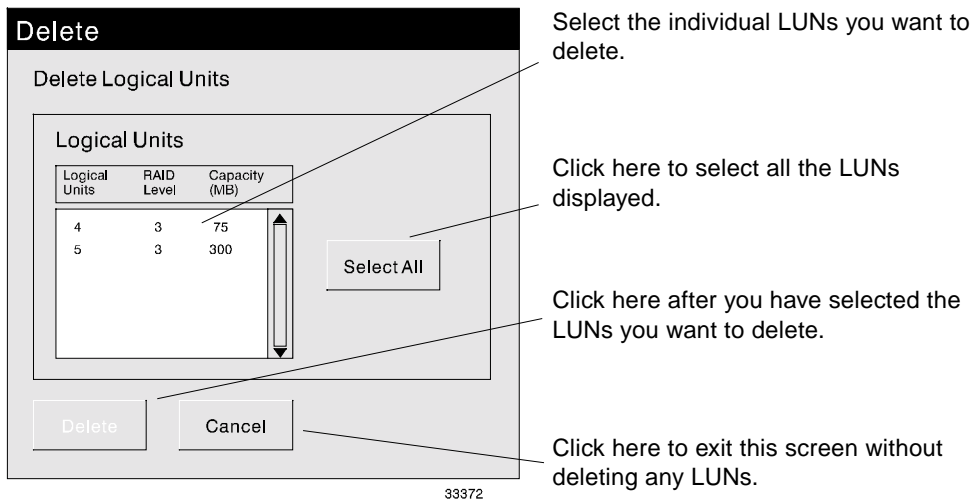 Delete
Delete Logical Units
Logical Units
Logical Units RAID Level Capacity (MB)
4 3 75
5 3 300
Select All
Delete
Cancel
33372
Select the individual LUNs you want to
delete.
Click here to select all the LUNs
displayed.
Click here after you have selected the
LUNs you want to delete.
Click here to exit this screen without
deleting any LUNs.